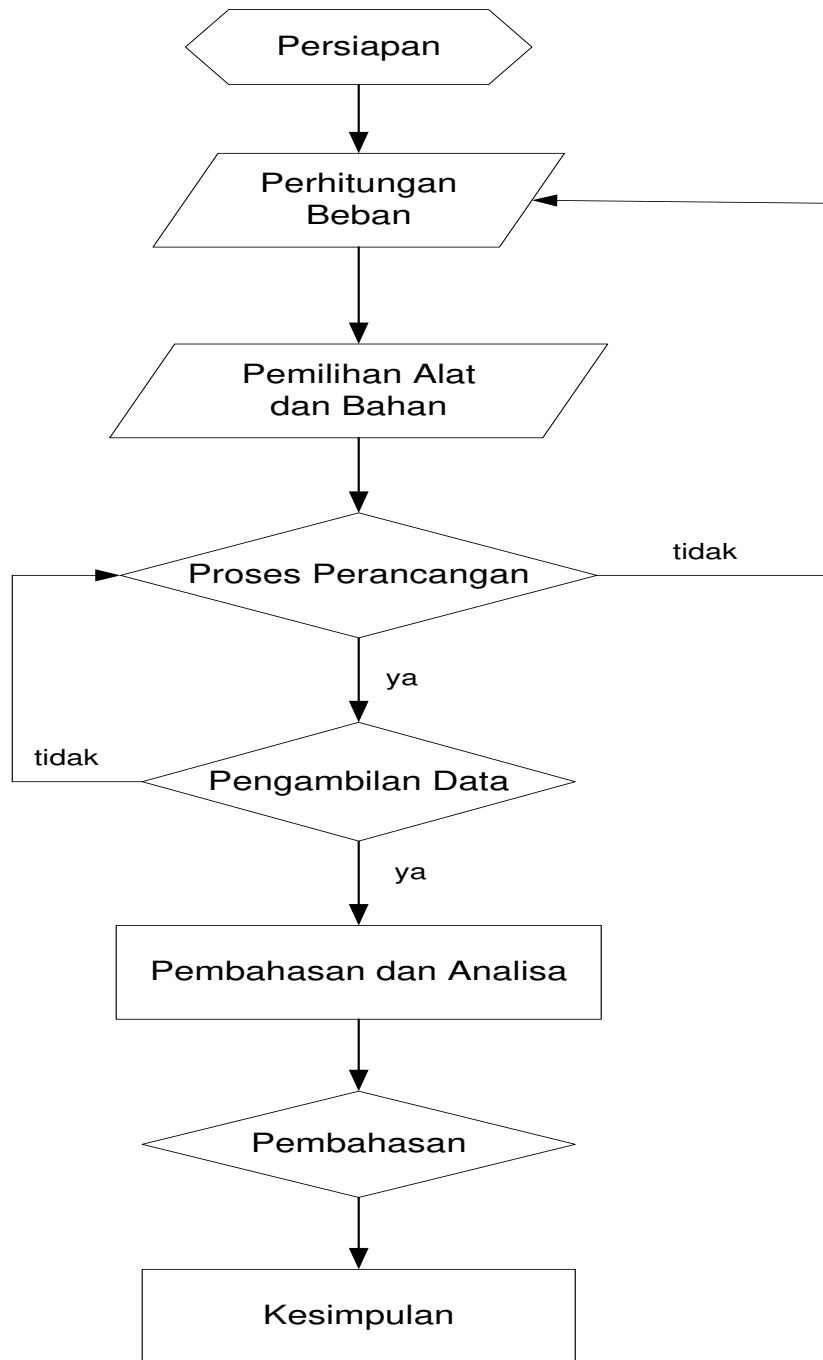 Persiapan
Perhitungan
Beban
Pemilihan Alat
dan Bahan
Proses Perancangan
tidak
ya
tidak
Pengambilan Data
ya
Pembahasan dan Analisa
Pembahasan
Kesimpulan